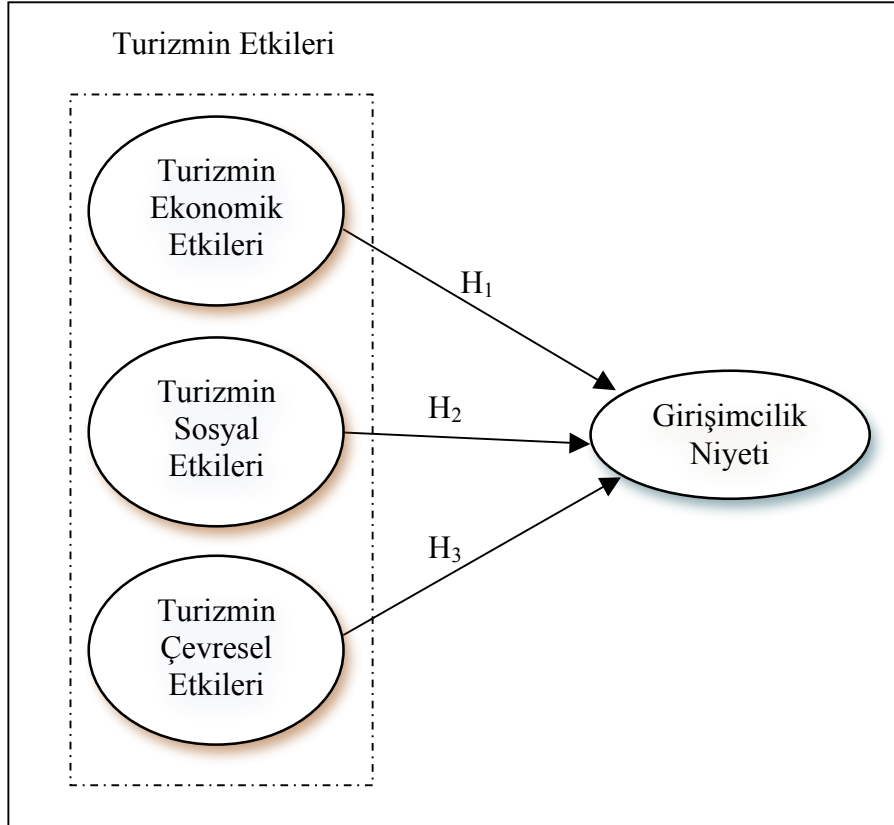 Turizmin Etkileri
Turizmin
Ekonomik
Etkileri
H₁
Turizmin
Sosyal
Etkileri
H₂
Girişimcilik
Niyeti
H₃
Turizmin
Çevresel
Etkileri